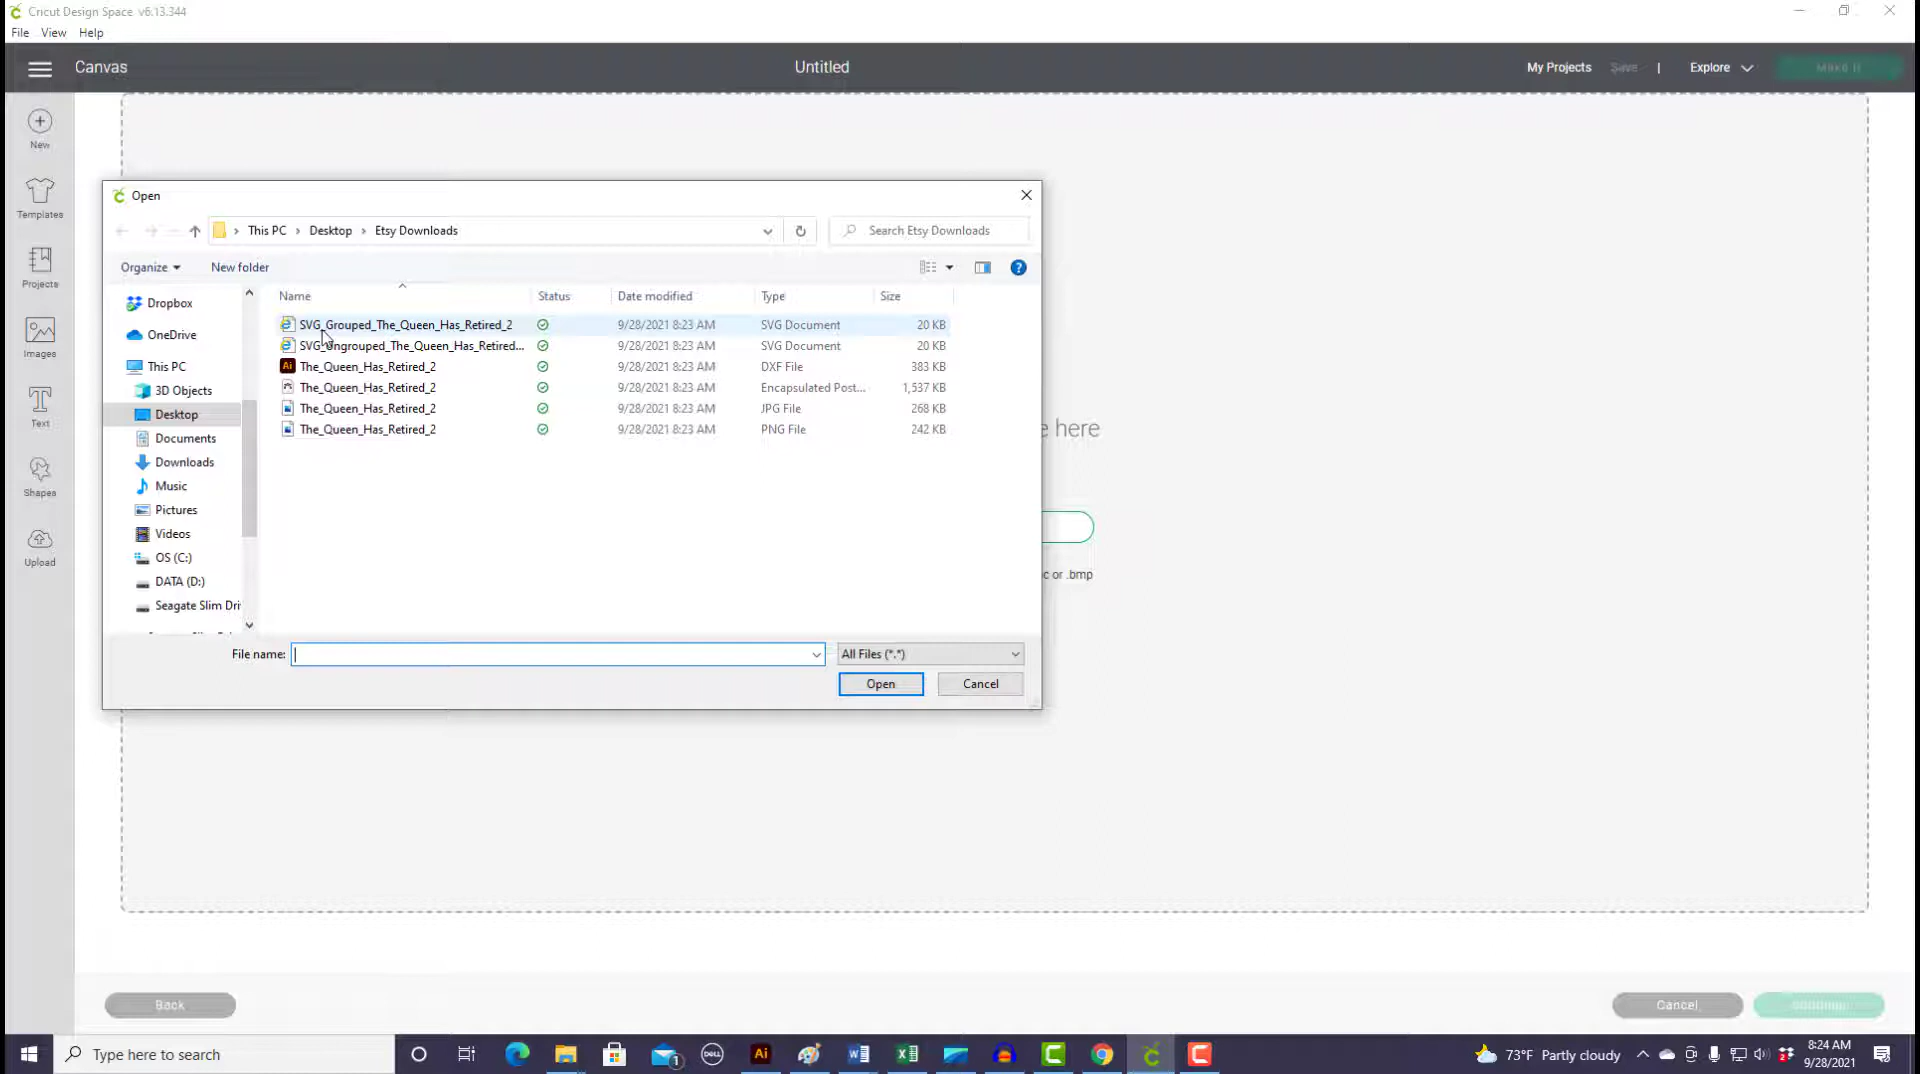 Cricut Design Space v6.13.344
File View Help
Canvas
Untitled
My Projects Save | Explore Make It
New
Templates
Projects
Images
Text
Shapes
Upload
Open
This PC > Desktop > Etsy Downloads
Search Etsy Downloads
Organize New folder
Name Status Date modified Type Size
SVG_Grouped_The_Queen_Has_Retired_2 9/28/2021 8:23 AM SVG Document 20 KB
SVG_Ungrouped_The_Queen_Has_Retired... 9/28/2021 8:23 AM SVG Document 20 KB
The_Queen_Has_Retired_2 9/28/2021 8:23 AM DXF File 383 KB
The_Queen_Has_Retired_2 9/28/2021 8:23 AM Encapsulated Post... 1,537 KB
The_Queen_Has_Retired_2 9/28/2021 8:23 AM JPG File 268 KB
The_Queen_Has_Retired_2 9/28/2021 8:23 AM PNG File 242 KB
Dropbox
OneDrive
This PC
3D Objects
Desktop
Documents
Downloads
Music
Pictures
Videos
OS (C:)
DATA (D:)
Seagate Slim Dri
e here
c or .bmp
File name: All Files (*.*)
Open Cancel
Back Cancel
Type here to search
73°F Partly cloudy
8:24 AM
9/28/2021